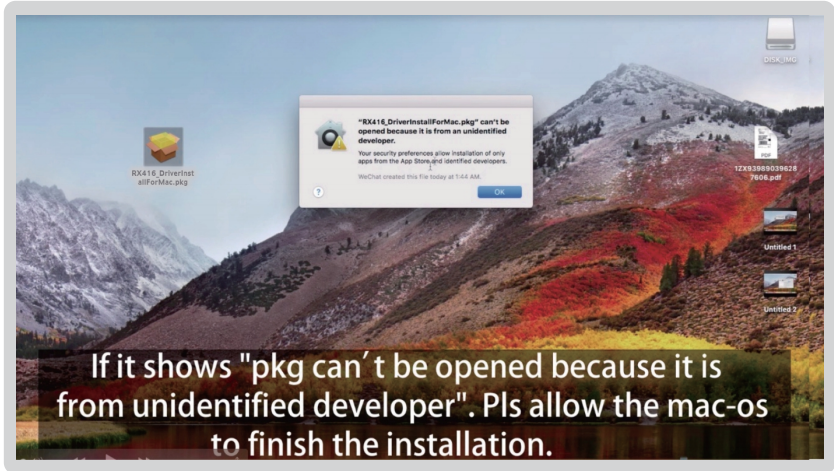 DISK_IMG
"RX416_DriverInstallForMac.pkg" can't be
opened because it is from an unidentified
developer.
Your security preferences allow installation of only
apps from the App Store and identified developers.
WeChat created this file today at 1:44 AM.
?
OK
RX416_DriverInst
allForMac.pkg
PDF
1ZX93989039628
7606.pdf
Untitled 1
Untitled 2
If it shows "pkg can´t be opened because it is
from unidentified developer". Pls allow the mac-os
to finish the installation.